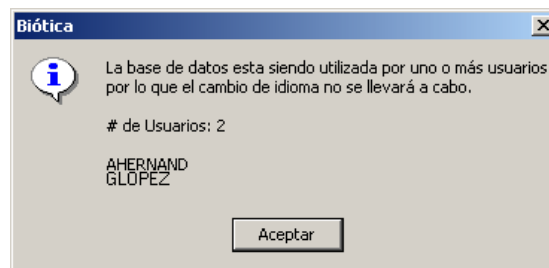 Biótica
La base de datos esta siendo utilizada por uno o más usuarios
por lo que el cambio de idioma no se llevará a cabo.
# de Usuarios: 2
AHERNAND
GLOPEZ
Aceptar